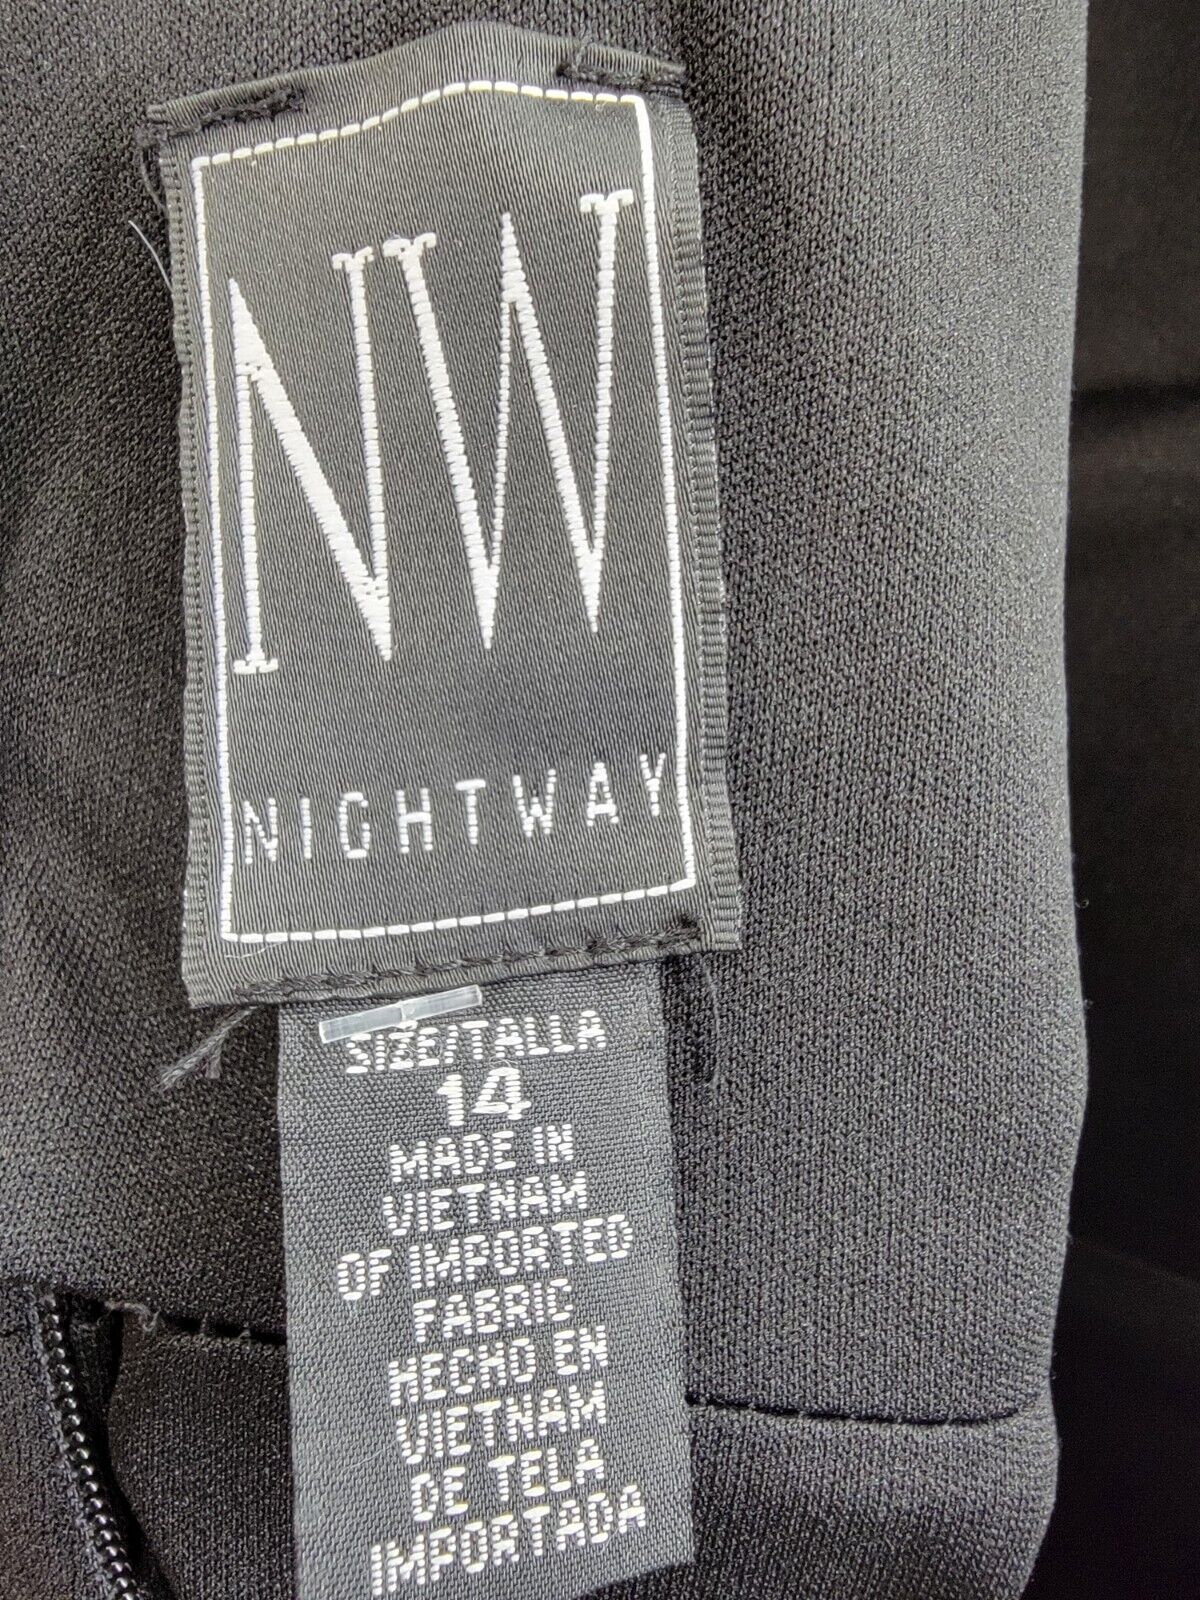 NW
NIGHTWAY
SIZE/TALLA
14
MADE IN
VIETNAM
OF IMPORTED
FABRIC
HECHO EN
VIETNAM
DE TELA
IMPORTADA